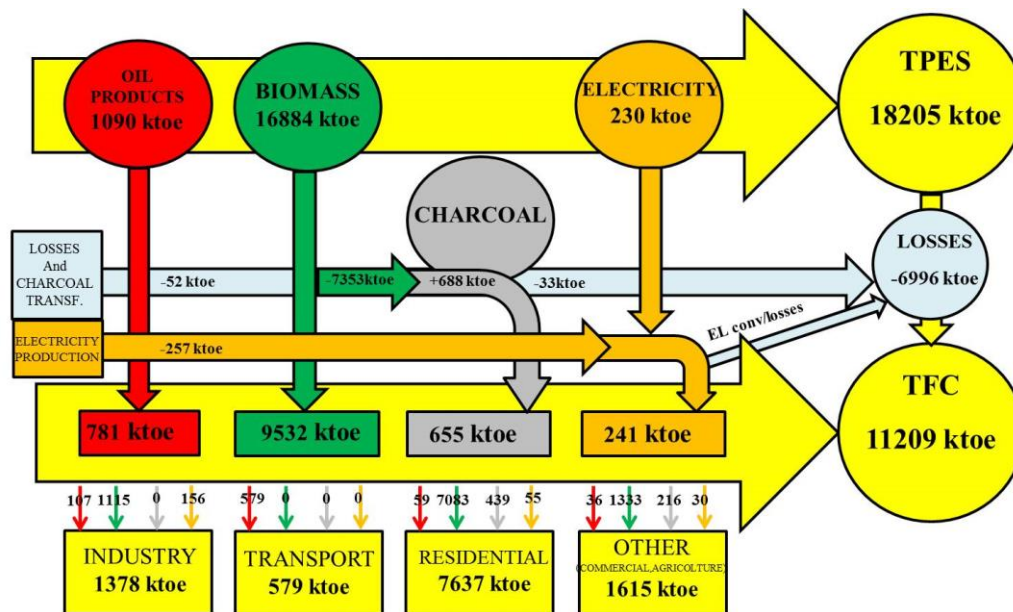 OIL
PRODUCTS
1090 ktoe
BIOMASS
16884 ktoe
ELECTRICITY
230 ktoe
TPES
18205 ktoe
CHARCOAL
LOSSES
And
CHARCOAL
TRANSF.
-52 ktoe
-7353ktoe
+688 ktoe
-33ktoe
LOSSES
-6996 ktoe
ELECTRICITY
PRODUCTION
-257 ktoe
EL conv/losses
781 ktoe
9532 ktoe
655 ktoe
241 ktoe
TFC
11209 ktoe
107 1115 0 156
579 0 0 0
59 7083 439 55
36 1333 216 30
INDUSTRY
1378 ktoe
TRANSPORT
579 ktoe
RESIDENTIAL
7637 ktoe
OTHER
(COMMERCIAL,AGRICOLTURE)
1615 ktoe